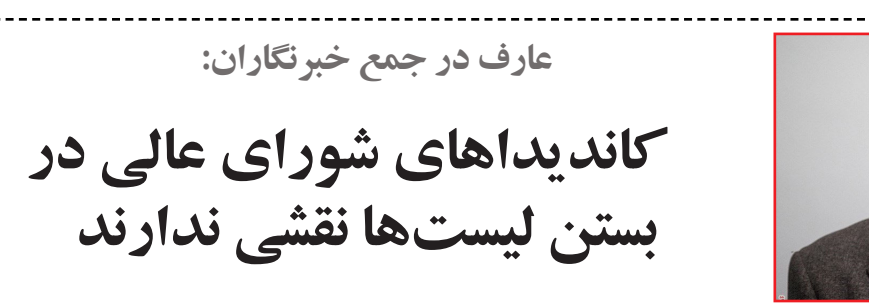 عارف در جمع خبرنگاران:
کاندیداهای شورای عالی در
بستن لیست‌ها نقشی ندارند